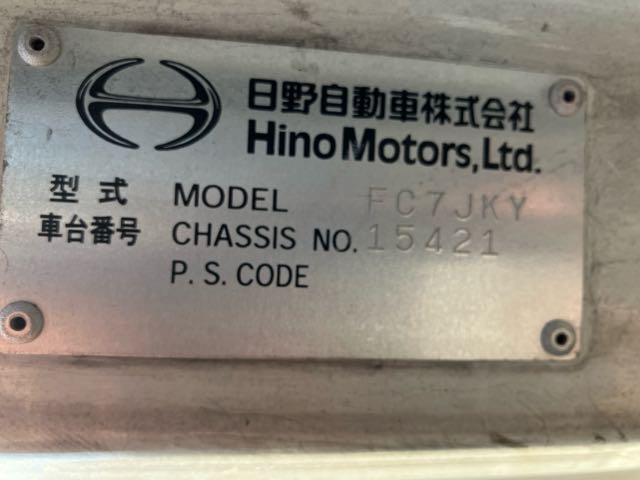 日野自動車株式会社
Hino Motors, Ltd.
型式 MODEL FC7JKY
車台番号 CHASSIS NO. 15421
P. S. CODE